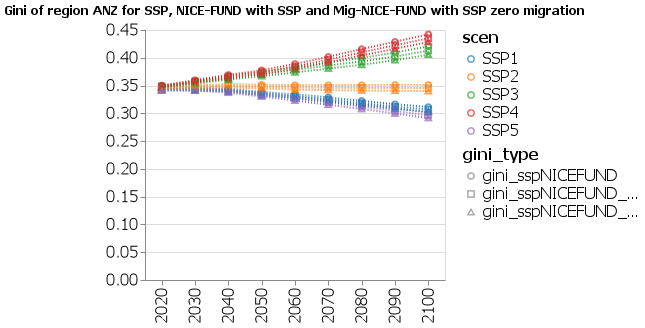 Gini of region ANZ for SSP, NICE-FUND with SSP and Mig-NICE-FUND with SSP zero migration
0.45
0.40
0.35
0.30
0.25
0.20
0.15
0.10
0.05
0.00
2020
2030
2040
2050
2060
2070
2080
2090
2100
scen
SSP1
SSP2
SSP3
SSP4
SSP5
gini_type
gini_sspNICEFUND
gini_sspNICEFUND_...
gini_sspNICEFUND_...